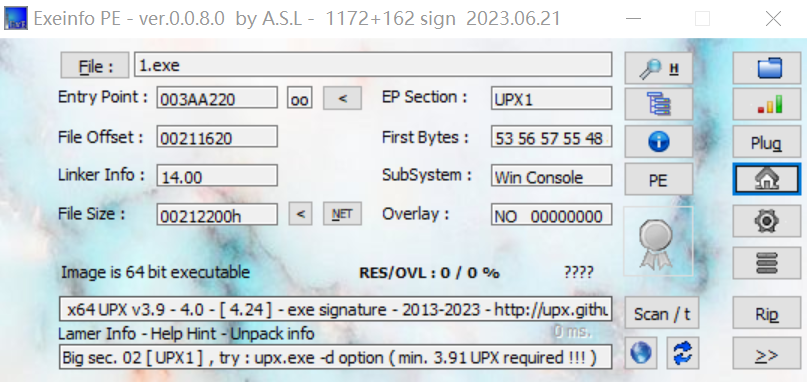 Exeinfo PE - ver.0.0.8.0 by A.S.L - 1172+162 sign 2023.06.21
File : 1.exe H
Entry Point : 003AA220 oo < EP Section : UPX1
File Offset : 00211620 First Bytes : 53 56 57 55 48 Plug
Linker Info : 14.00 SubSystem : Win Console PE
File Size : 00212200h < NET Overlay : NO 00000000
Image is 64 bit executable RES/OVL : 0 / 0 % ????
x64 UPX v3.9 - 4.0 - [ 4.24 ] - exe signature - 2013-2023 - http://upx.githu Scan / t Rip
Lamer Info - Help Hint - Unpack info 0 ms.
Big sec. 02 [ UPX1 ] , try : upx.exe -d option ( min. 3.91 UPX required !!! ) >>